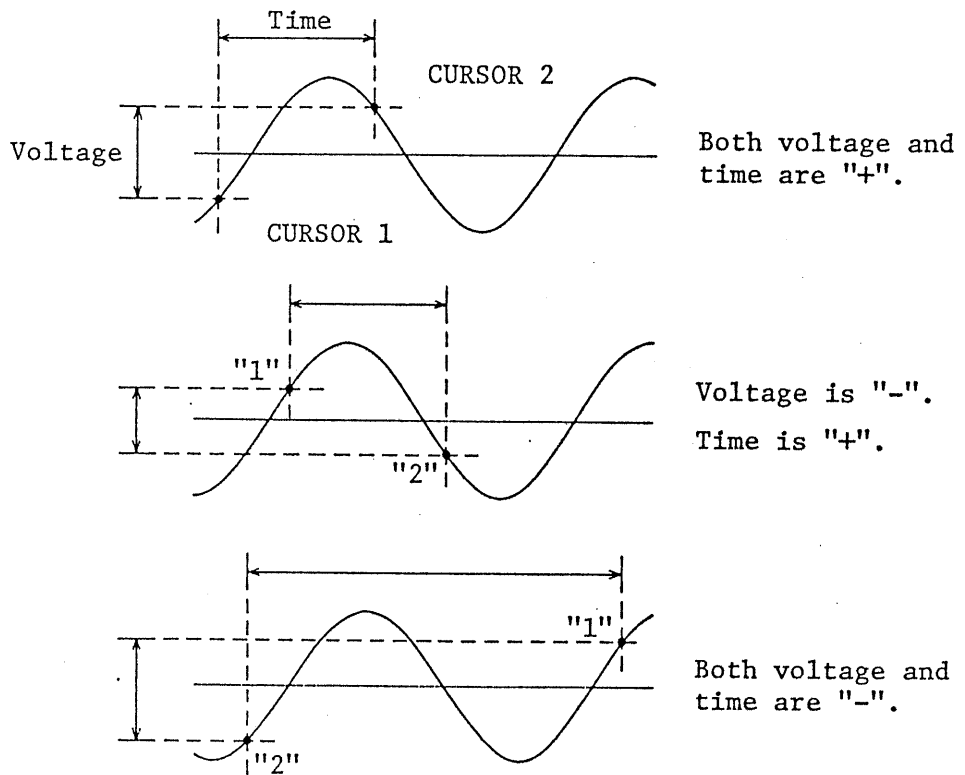 Time
CURSOR 2
Voltage
Both voltage and
time are "+".
CURSOR 1
"1"
"2"
Voltage is "-".
Time is "+".
"1"
"2"
Both voltage and
time are "-".